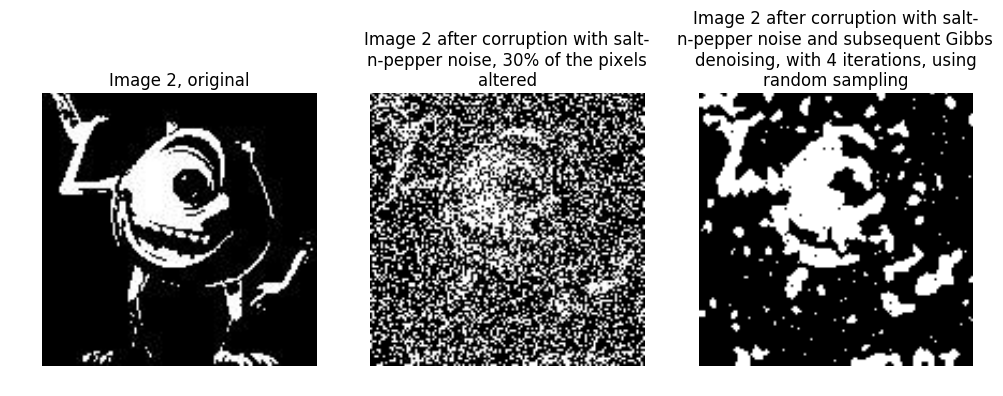 Image 2, original
Image 2 after corruption with salt-
n-pepper noise, 30% of the pixels
altered
Image 2 after corruption with salt-
n-pepper noise and subsequent Gibbs
denoising, with 4 iterations, using
random sampling